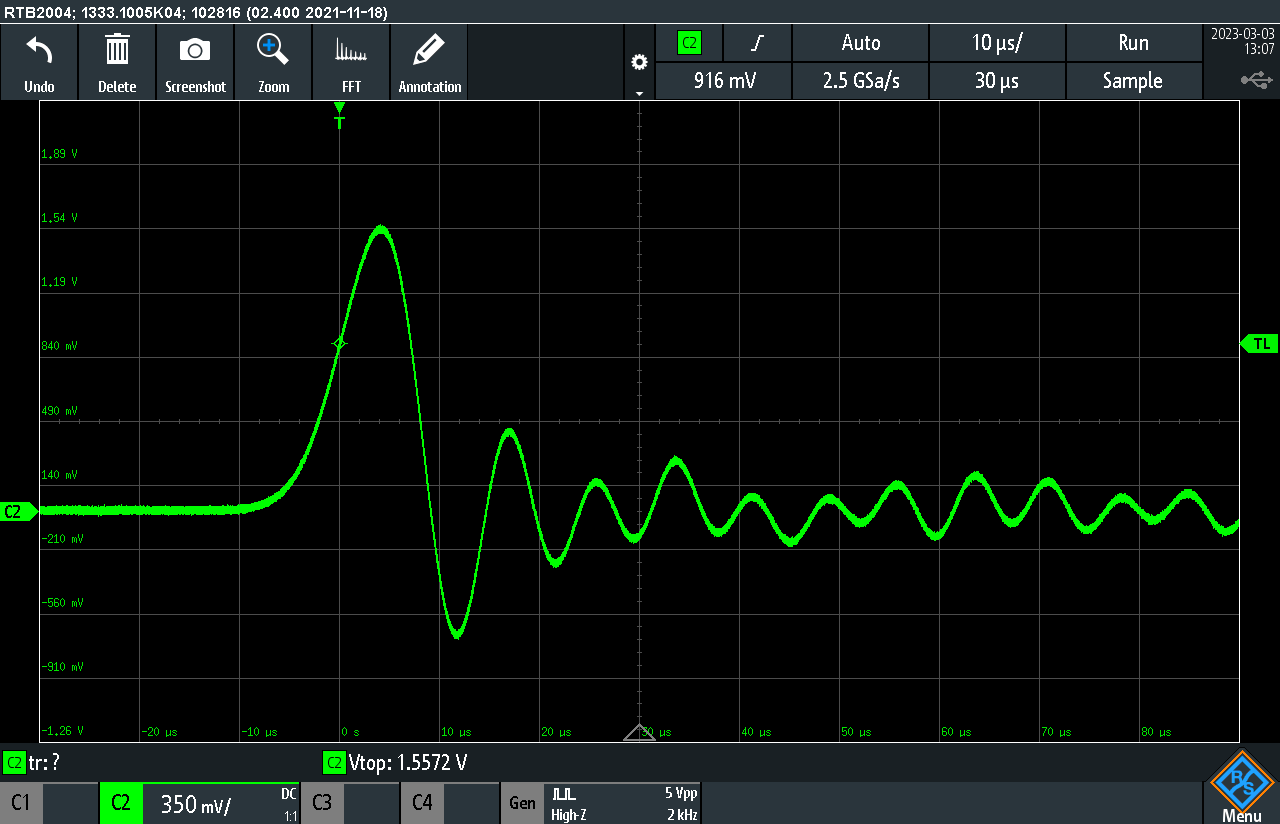 RTB2004; 1333.1005K04; 102816 (02.400 2021-11-18)
Undo
Delete
Screenshot
Zoom
FFT
Annotation
C2
Auto
10 µs/
Run
2023-03-03
13:07
916 mV
2.5 GSa/s
30 µs
Sample
T
1.89 V
1.54 V
1.19 V
840 mV
TL
490 mV
140 mV
C2
-210 mV
-560 mV
-910 mV
-1.26 V
-20 µs
-10 µs
0 s
10 µs
20 µs
30 µs
40 µs
50 µs
60 µs
70 µs
80 µs
C2 tr: ?
C2 Vtop: 1.5572 V
C1
C2
350 mV/
DC
1:1
C3
C4
Gen
High-Z
5 Vpp
2 kHz
R S
Menu